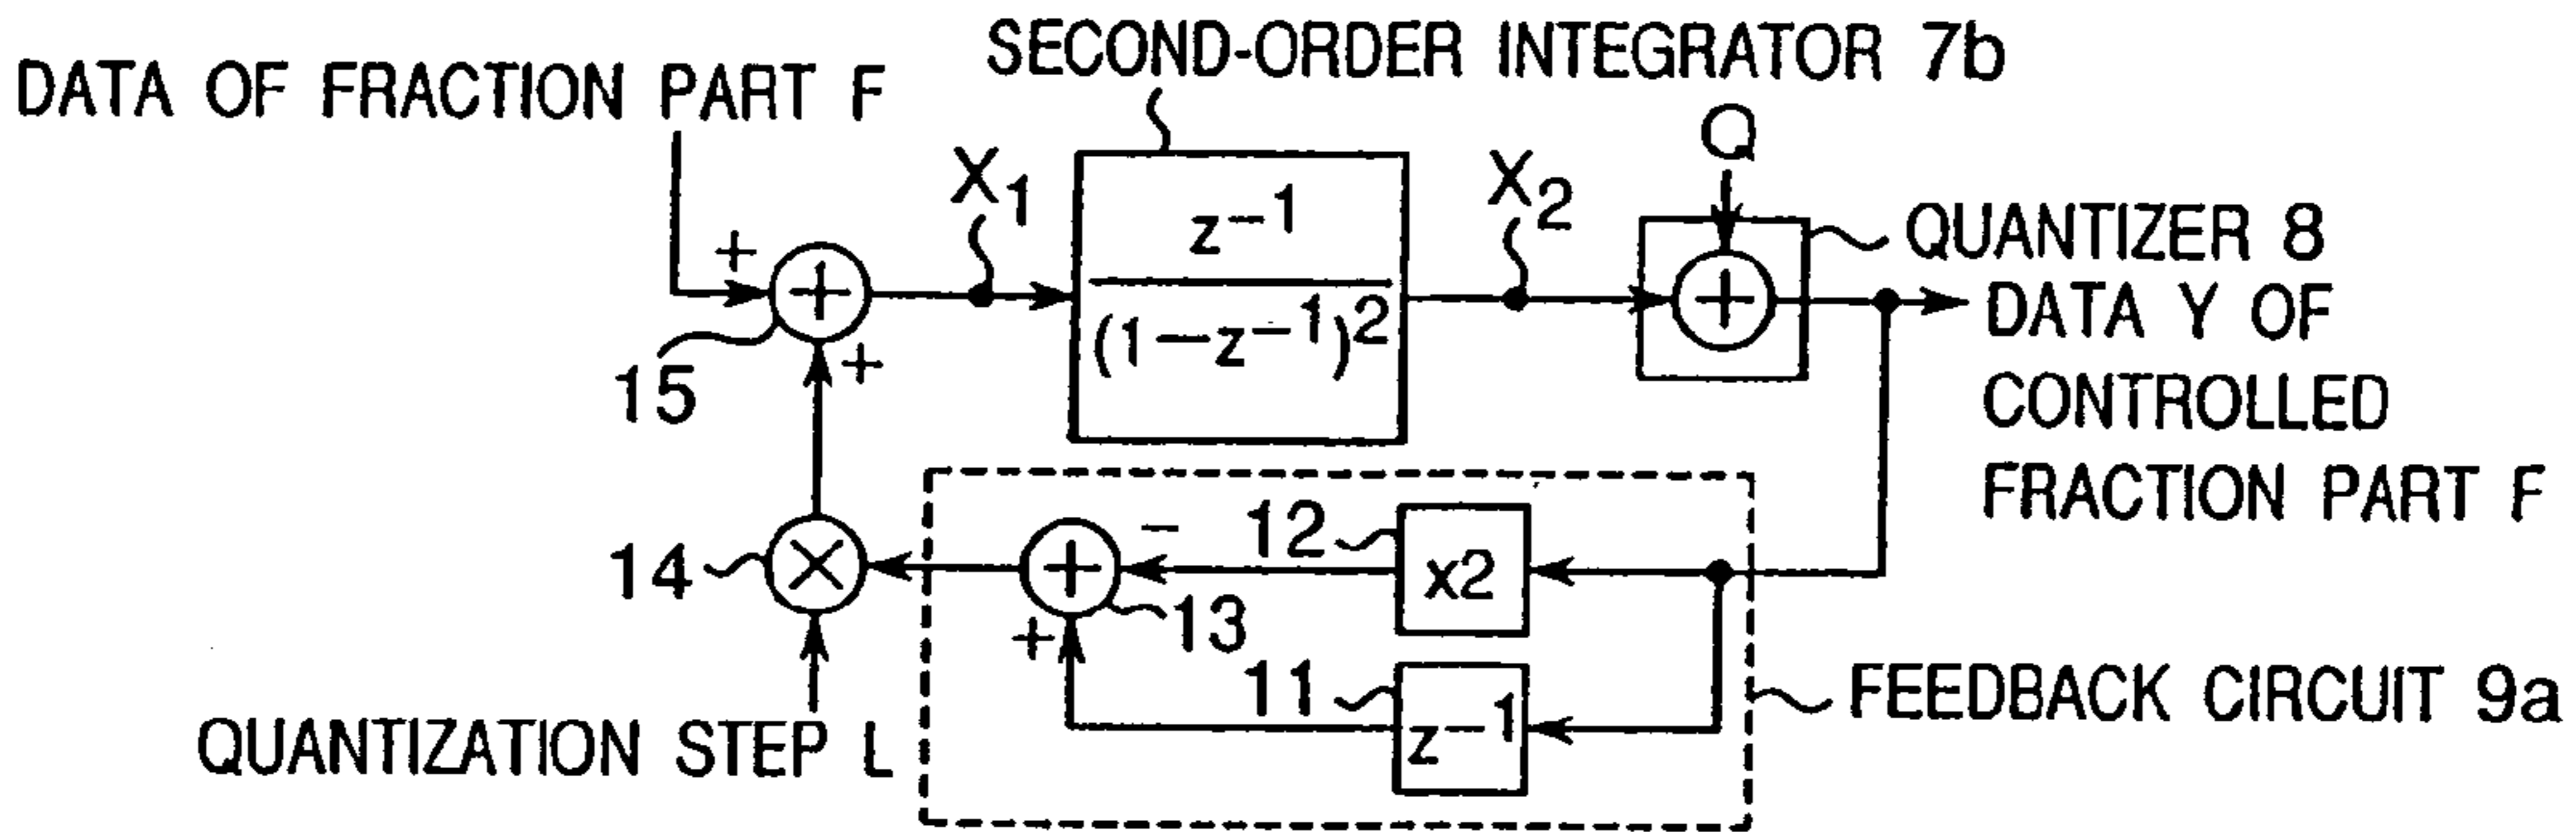 SECOND-ORDER INTEGRATOR 7b
DATA OF FRACTION PART F
Q
X1
X2
z−1
(1−z−1)2
QUANTIZER 8
DATA Y OF
CONTROLLED
FRACTION PART F
+
+
15
+
+
14
+
−
12
x2
+
13
11
z−1
FEEDBACK CIRCUIT 9a
QUANTIZATION STEP L